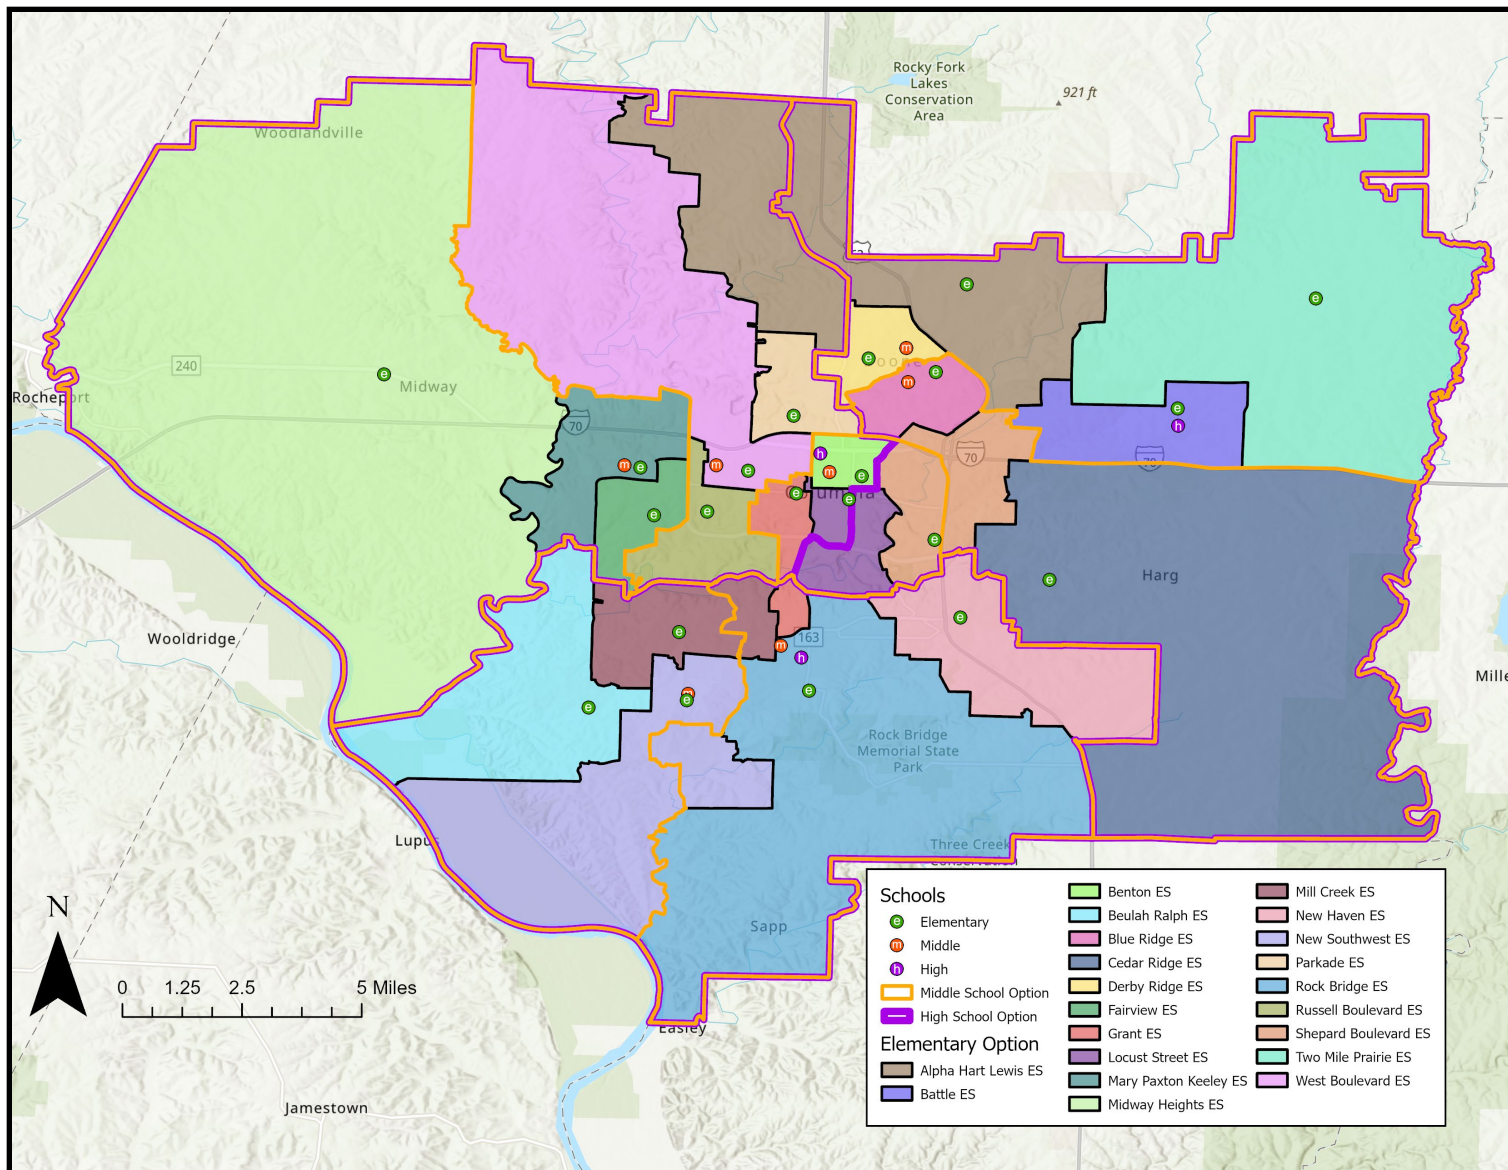 Rocky Fork
Lakes
Conservation
Area
921 ft
Woodlandville
240
Midway
Rocheport
70
70
70
Harg
Wooldridge
163
Mille
Rock Bridge
Memorial State
Park
Lupus
Three Creek
Sapp
Easley
Jamestown
N
0 1.25 2.5 5 Miles
Schools
e Elementary
m Middle
h High
Middle School Option
High School Option
Elementary Option
Alpha Hart Lewis ES
Battle ES
Benton ES
Beulah Ralph ES
Blue Ridge ES
Cedar Ridge ES
Derby Ridge ES
Fairview ES
Grant ES
Locust Street ES
Mary Paxton Keeley ES
Midway Heights ES
Mill Creek ES
New Haven ES
New Southwest ES
Parkade ES
Rock Bridge ES
Russell Boulevard ES
Shepard Boulevard ES
Two Mile Prairie ES
West Boulevard ES